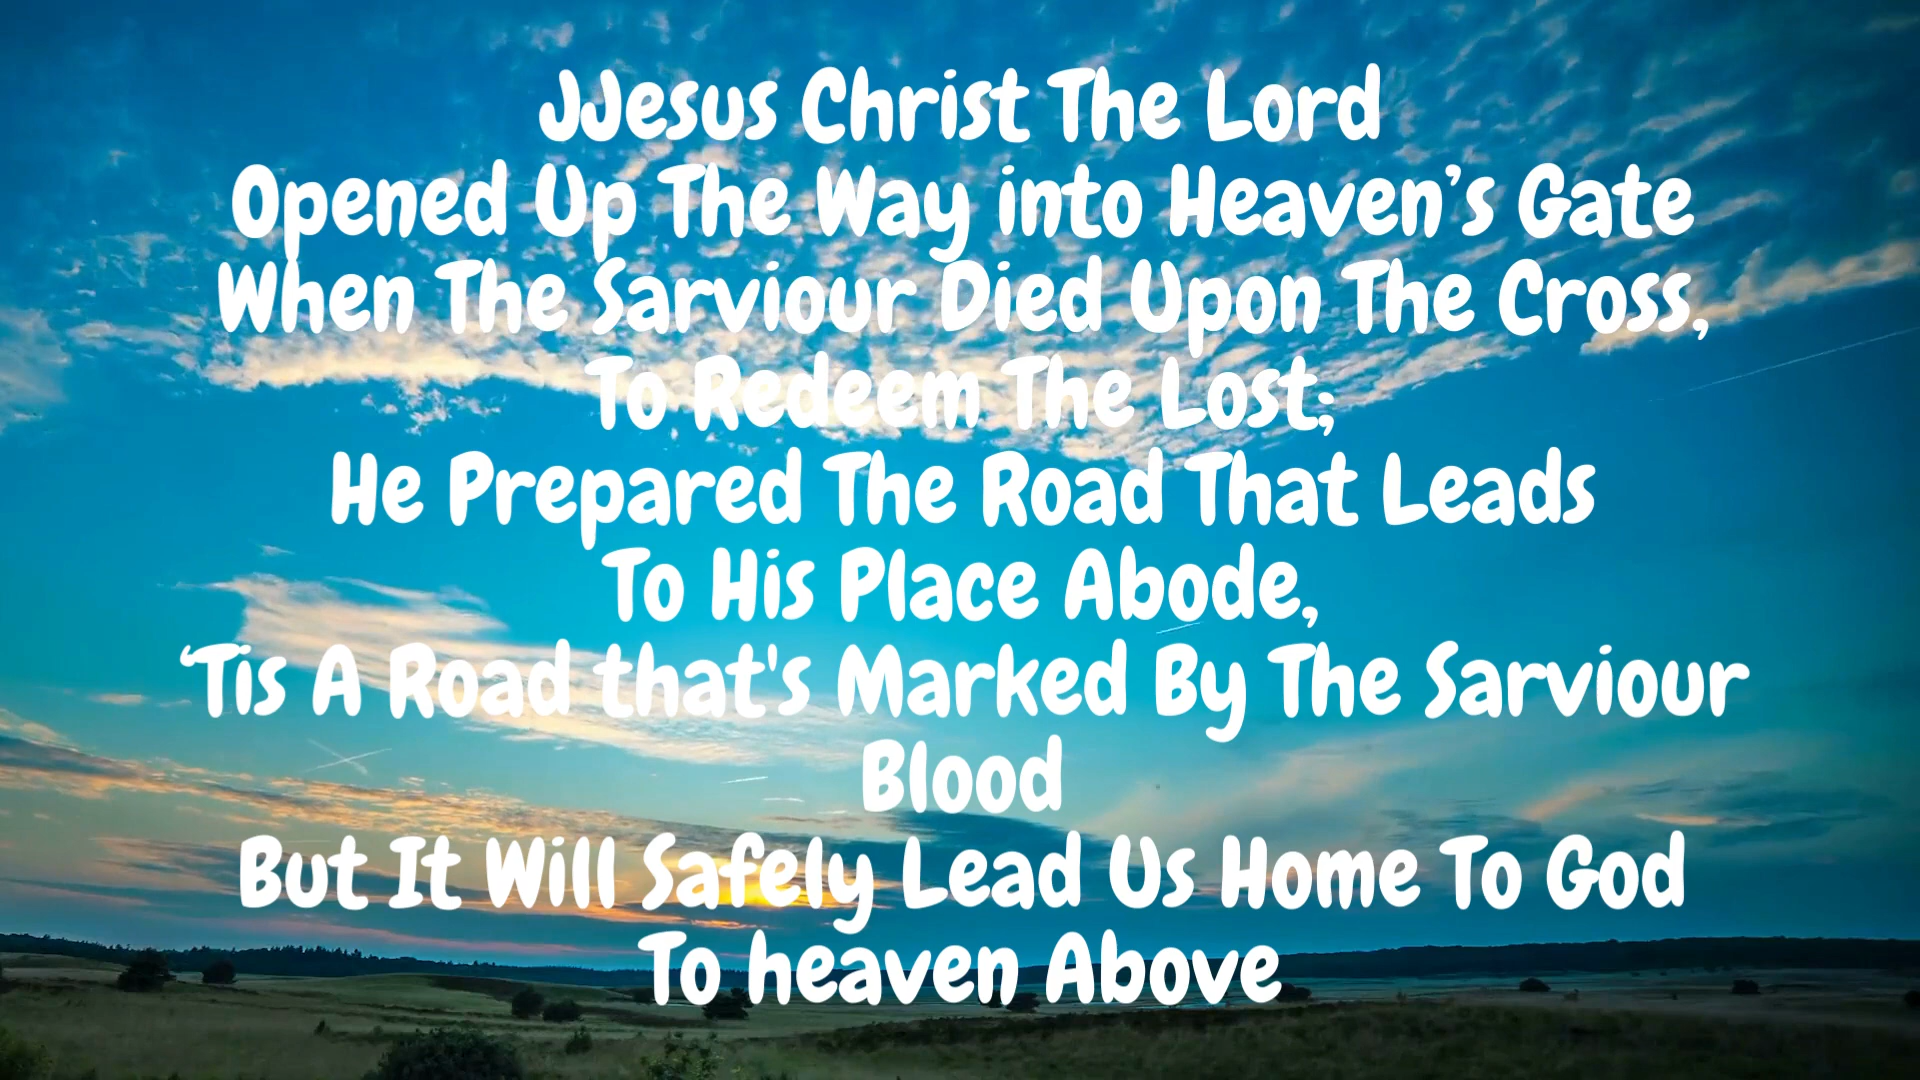 JJesus Christ The Lord
Opened Up The Way into Heaven’s Gate
When The Sarviour Died Upon The Cross,
To Redeem The Lost;
He Prepared The Road That Leads
To His Place Abode,
‘Tis A Road that's Marked By The Sarviour
Blood
But It Will Safely Lead Us Home To God
To heaven Above